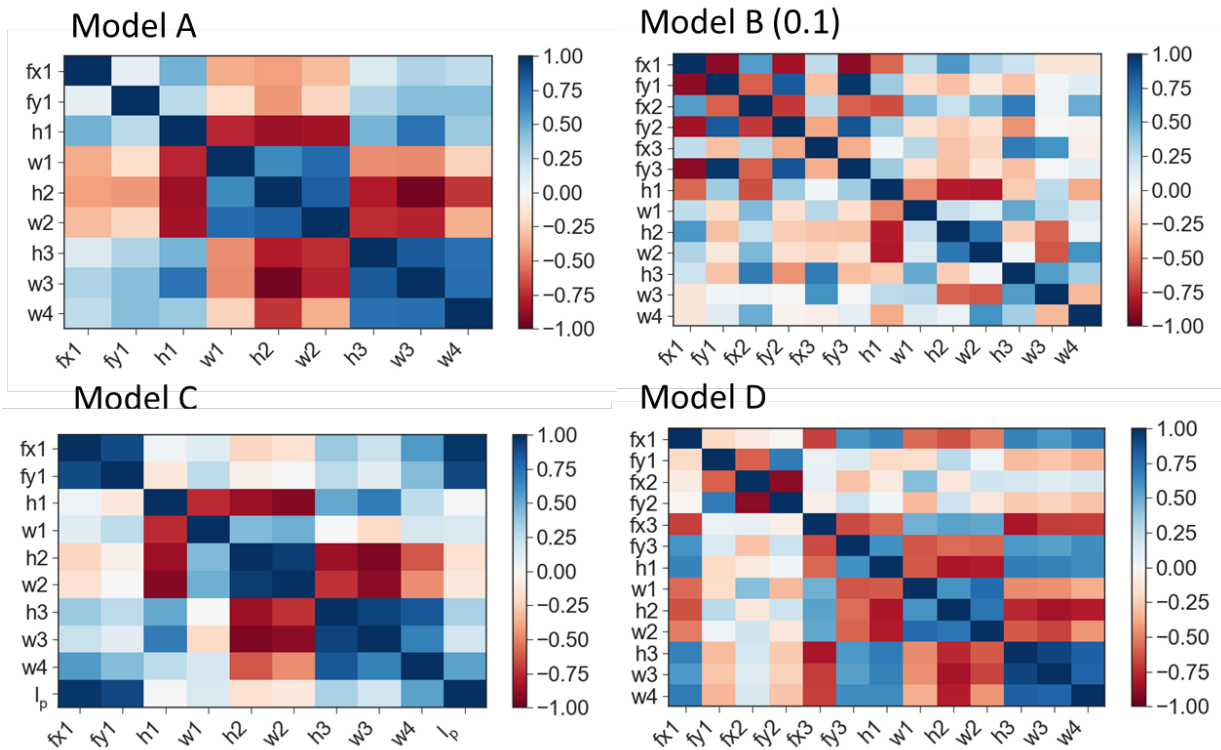 Model A
fx1
fy1
h1
w1
h2
w2
h3
w3
w4
fx1 fy1 h1 w1 h2 w2 h3 w3 w4
1.00
0.75
0.50
0.25
0.00
−0.25
−0.50
−0.75
−1.00
Model B (0.1)
fx1
fy1
fx2
fy2
fx3
fy3
h1
w1
h2
w2
h3
w3
w4
fx1 fy1 fx2 fy2 fx3 fy3 h1 w1 h2 w2 h3 w3 w4
1.00
0.75
0.50
0.25
0.00
−0.25
−0.50
−0.75
−1.00
Model C
fx1
fy1
h1
w1
h2
w2
h3
w3
w4
lp
fx1 fy1 h1 w1 h2 w2 h3 w3 w4 lp
1.00
0.75
0.50
0.25
0.00
−0.25
−0.50
−0.75
−1.00
Model D
fx1
fy1
fx2
fy2
fx3
fy3
h1
w1
h2
w2
h3
w3
w4
fx1 fy1 fx2 fy2 fx3 fy3 h1 w1 h2 w2 h3 w3 w4
1.00
0.75
0.50
0.25
0.00
−0.25
−0.50
−0.75
−1.00